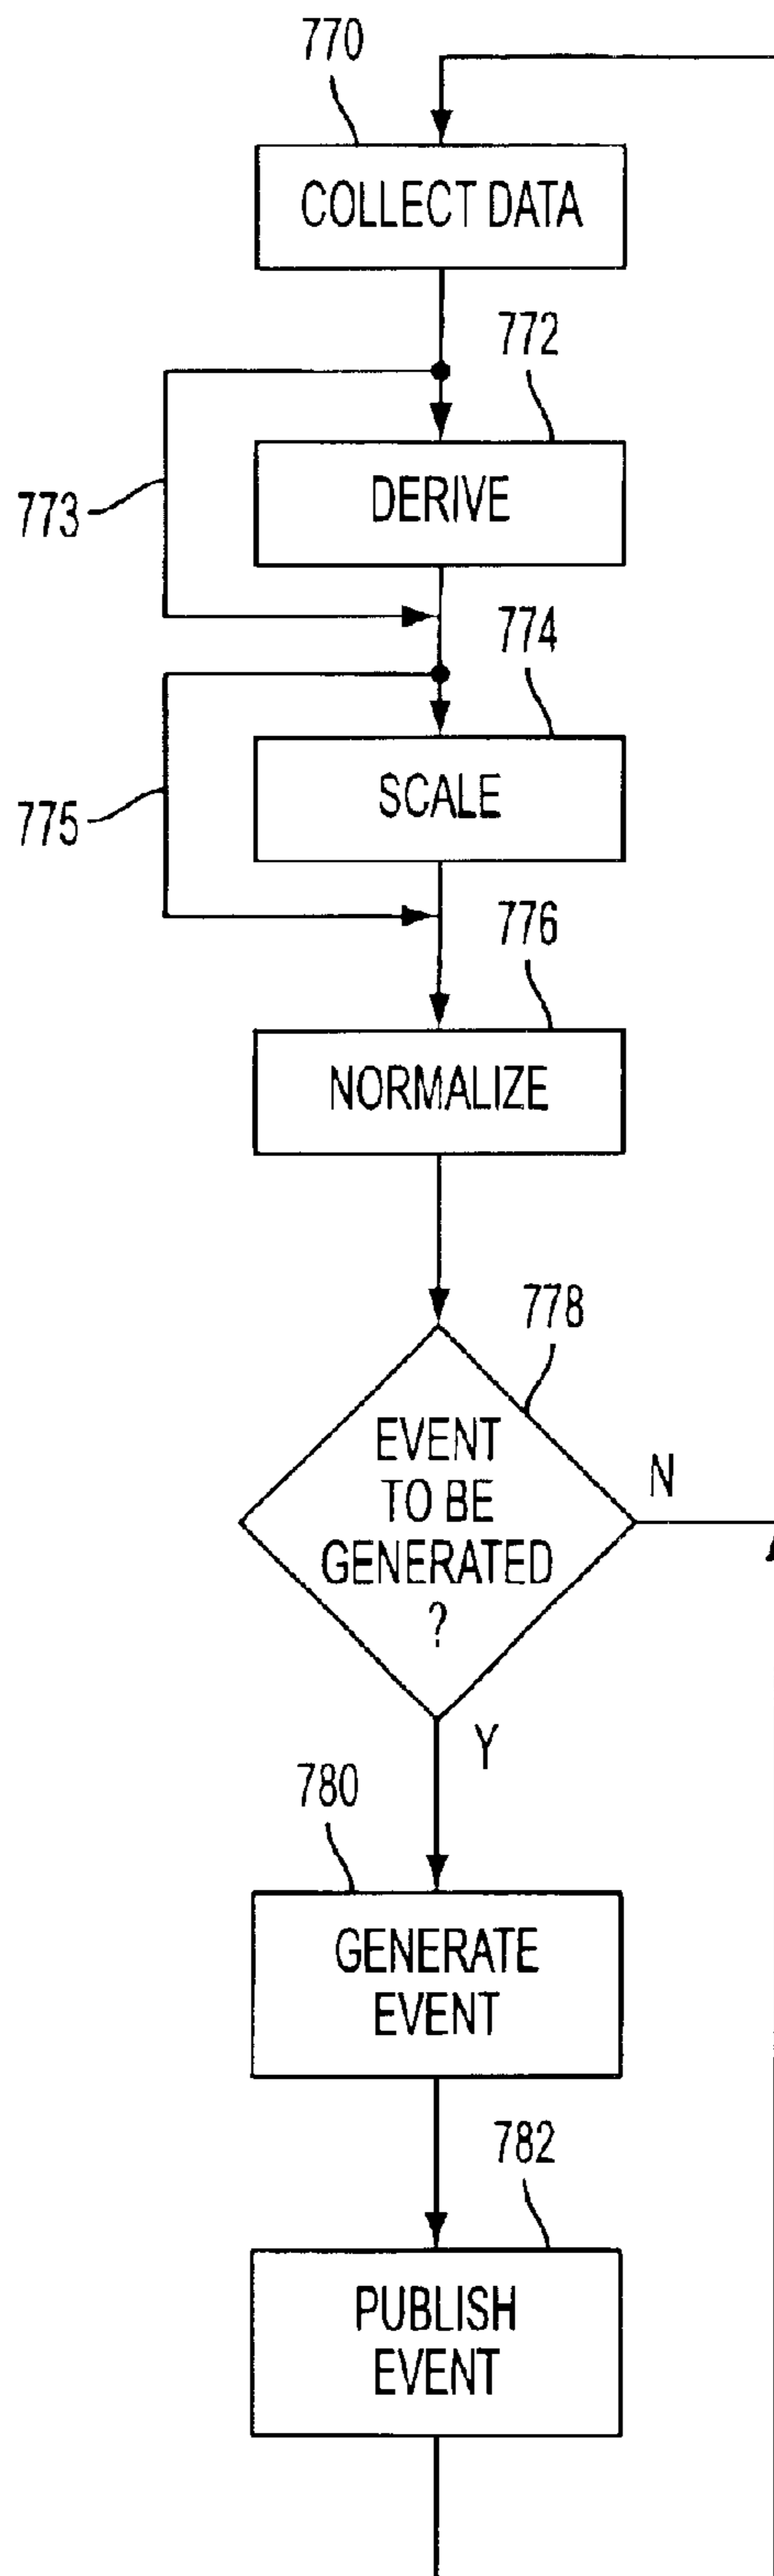 770
COLLECT DATA
772
773
DERIVE
774
775
SCALE
776
NORMALIZE
778
EVENT
TO BE
GENERATED
?
N
Y
780
GENERATE
EVENT
782
PUBLISH
EVENT